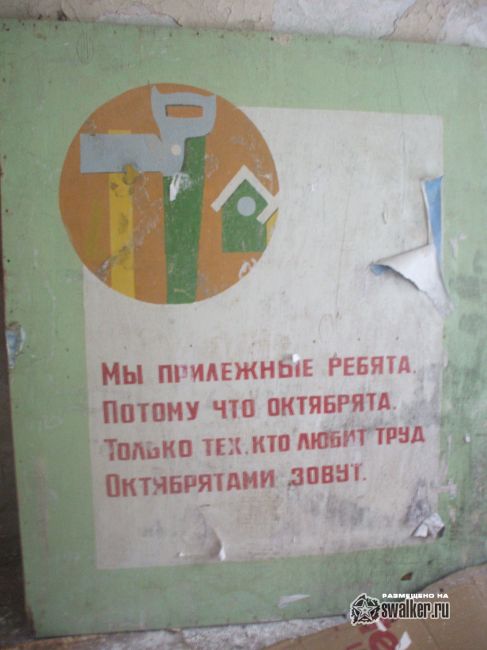 Мы прилежные ребята.
Потому что октябрята.
Только тех, кто любит труд
Октябрятами зовут.
РАЗМЕЩЕНО НА
swalker.ru